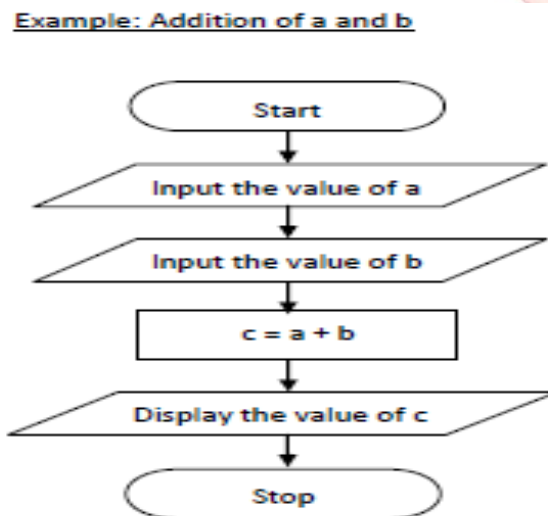 Example: Addition of a and b
Start
Input the value of a
Input the value of b
c = a + b
Display the value of c
Stop